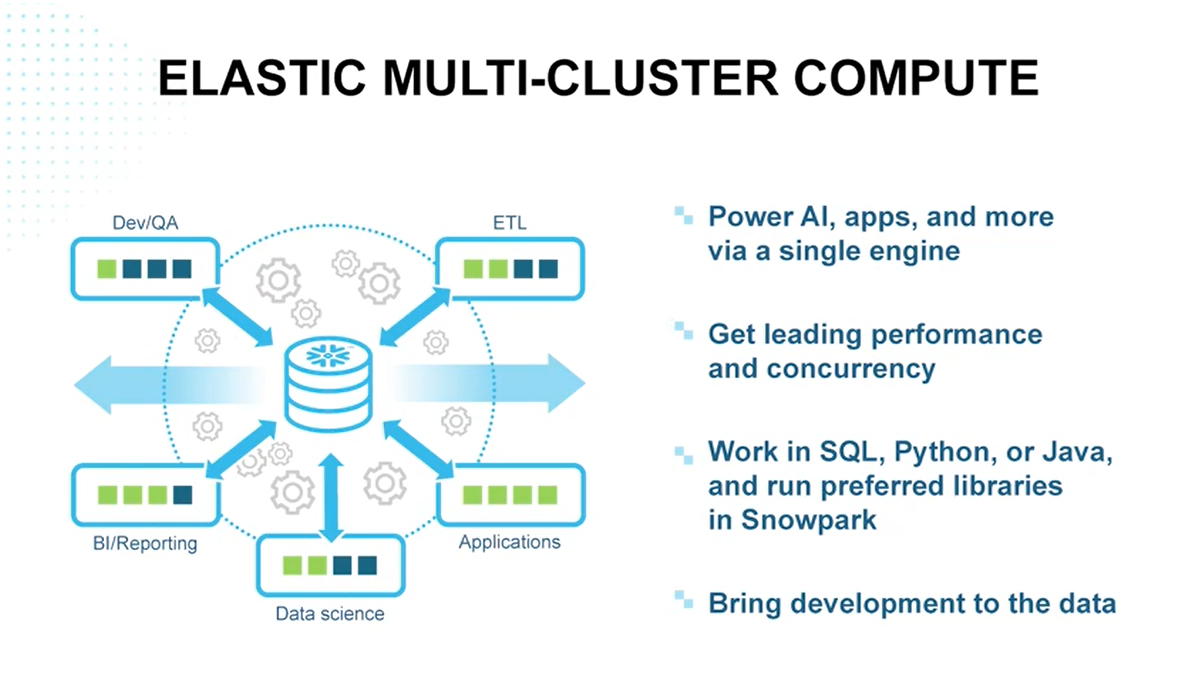 ELASTIC MULTI-CLUSTER COMPUTE
Dev/QA
ETL
BI/Reporting
Applications
Data science
Power AI, apps, and more
via a single engine
Get leading performance
and concurrency
Work in SQL, Python, or Java,
and run preferred libraries
in Snowpark
Bring development to the data